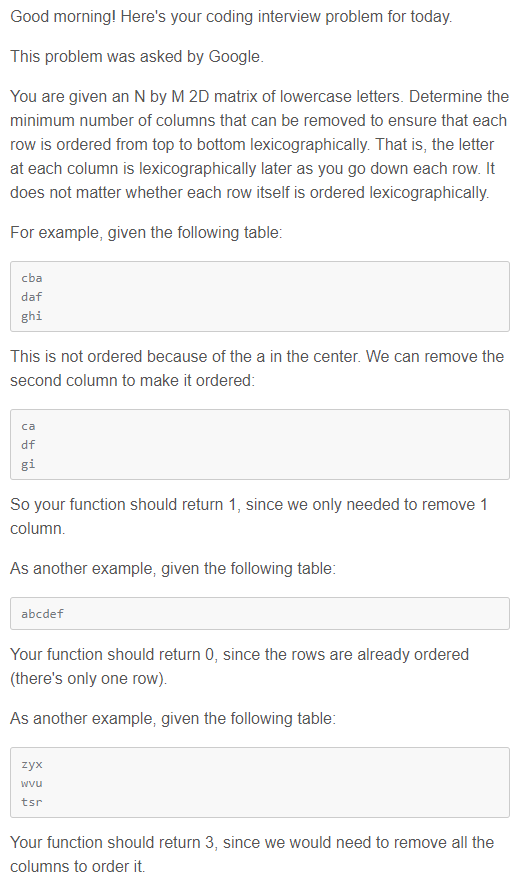 Good morning! Here's your coding interview problem for today.
This problem was asked by Google.
You are given an N by M 2D matrix of lowercase letters. Determine the
minimum number of columns that can be removed to ensure that each
row is ordered from top to bottom lexicographically. That is, the letter
at each column is lexicographically later as you go down each row. It
does not matter whether each row itself is ordered lexicographically.
For example, given the following table:
cba
daf
ghi
This is not ordered because of the a in the center. We can remove the
second column to make it ordered:
ca
df
gi
So your function should return 1, since we only needed to remove 1
column.
As another example, given the following table:
abcdef
Your function should return 0, since the rows are already ordered
(there's only one row).
As another example, given the following table:
zyx
wvu
tsr
Your function should return 3, since we would need to remove all the
columns to order it.